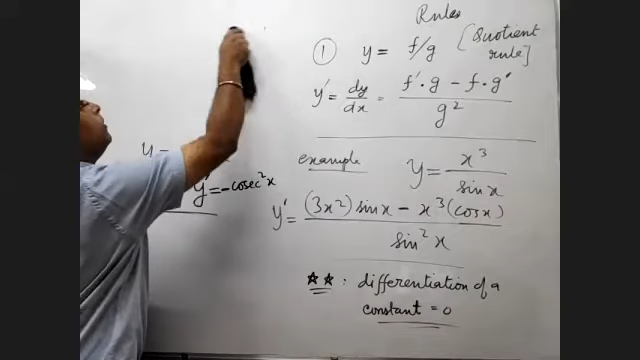 Rules
① y = f/g [Quotient rule]
y' = dy/dx = f'·g − f·g' / g²
example y = x³ / sin x
y' = (3x²) sin x − x³ (cos x) / sin² x
** : differentiation of a
constant = 0
y =
y' = −cosec² x